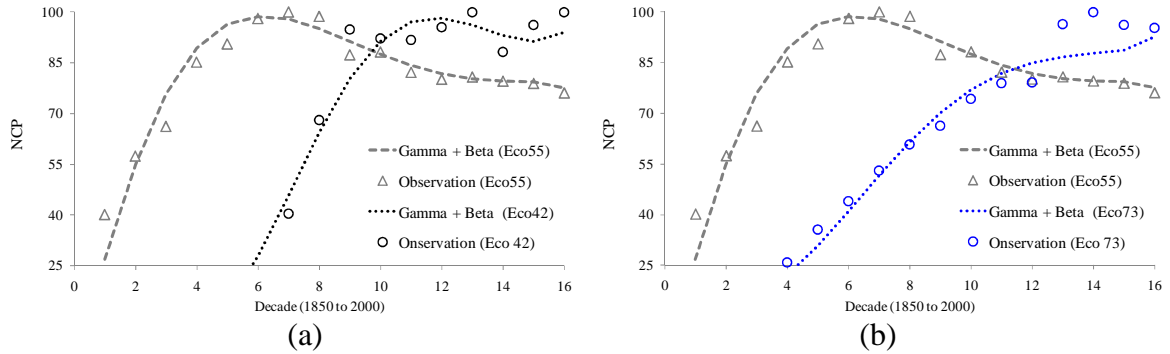 100
85
70
55
40
25
NCP
Gamma + Beta (Eco55)
Observation (Eco55)
Gamma + Beta (Eco42)
Onservation (Eco 42)
0 2 4 6 8 10 12 14 16
Decade (1850 to 2000)
(a)
100
85
70
55
40
25
NCP
Gamma + Beta (Eco55)
Observation (Eco55)
Gamma + Beta (Eco73)
Onservation (Eco 73)
0 2 4 6 8 10 12 14 16
Decade (1850 to 2000)
(b)